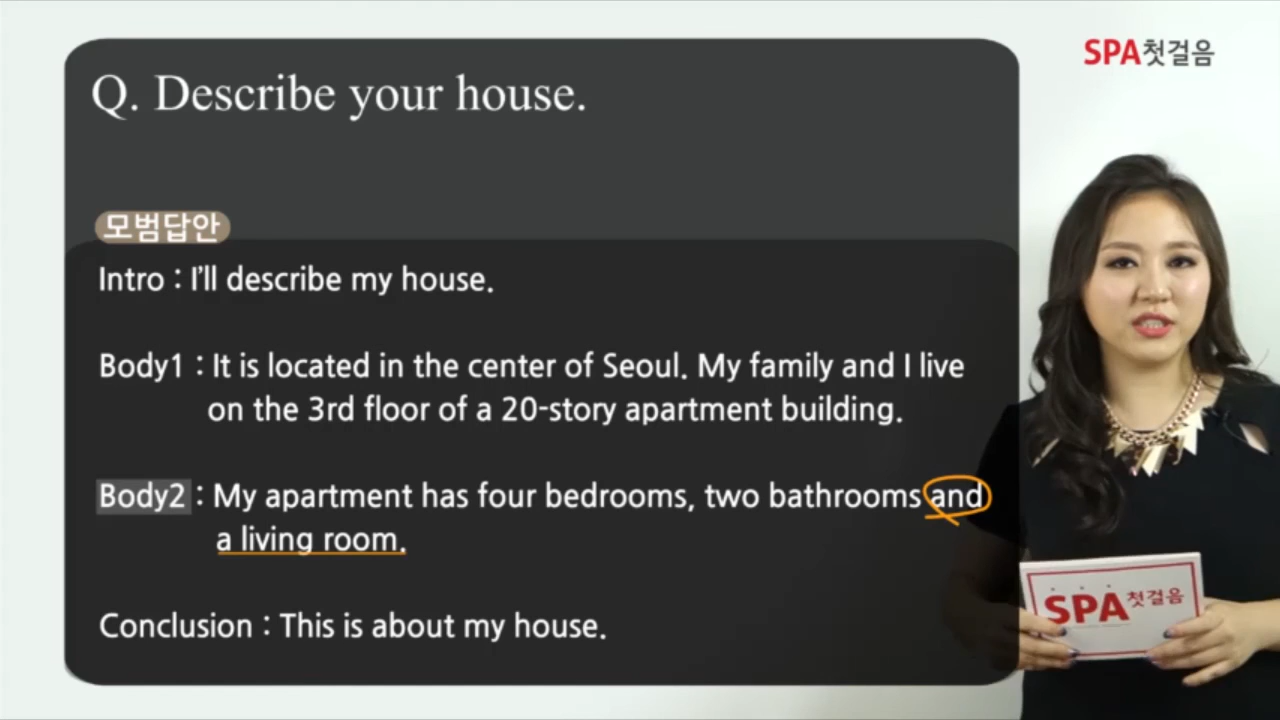 Q. Describe your house.
SPA첫걸음
모범답안
Intro : I'll describe my house.
Body1 : It is located in the center of Seoul. My family and I live
on the 3rd floor of a 20-story apartment building.
Body2 : My apartment has four bedrooms, two bathrooms and
a living room.
Conclusion : This is about my house.
SPA첫걸음